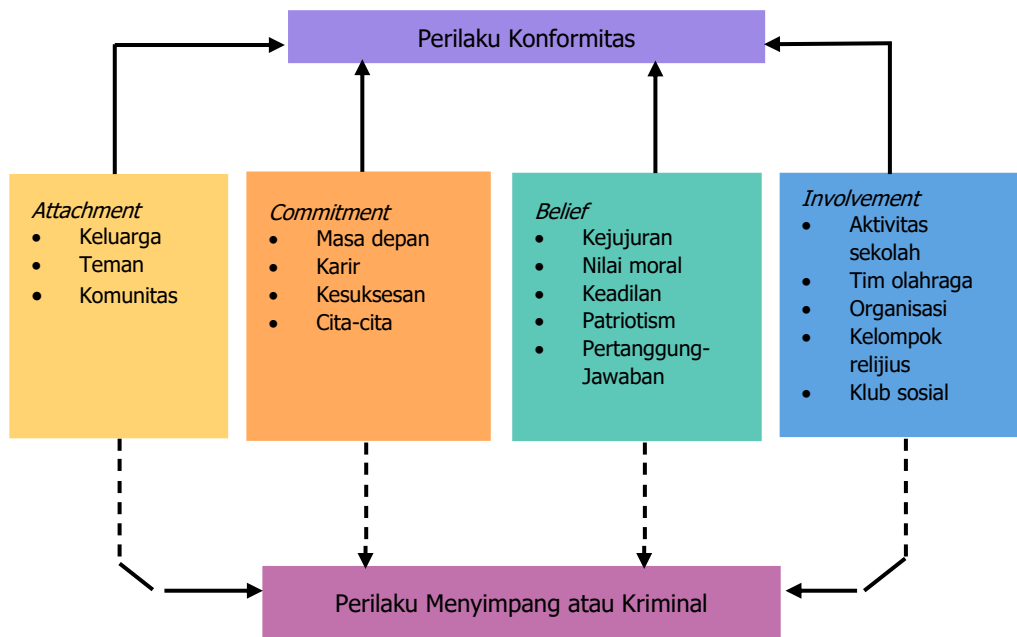 Perilaku Konformitas
Attachment
• Keluarga
• Teman
• Komunitas
Commitment
• Masa depan
• Karir
• Kesuksesan
• Cita-cita
Belief
• Kejujuran
• Nilai moral
• Keadilan
• Patriotism
• Pertanggung-
Jawaban
Involvement
• Aktivitas
sekolah
• Tim olahraga
• Organisasi
• Kelompok
relijius
• Klub sosial
Perilaku Menyimpang atau Kriminal